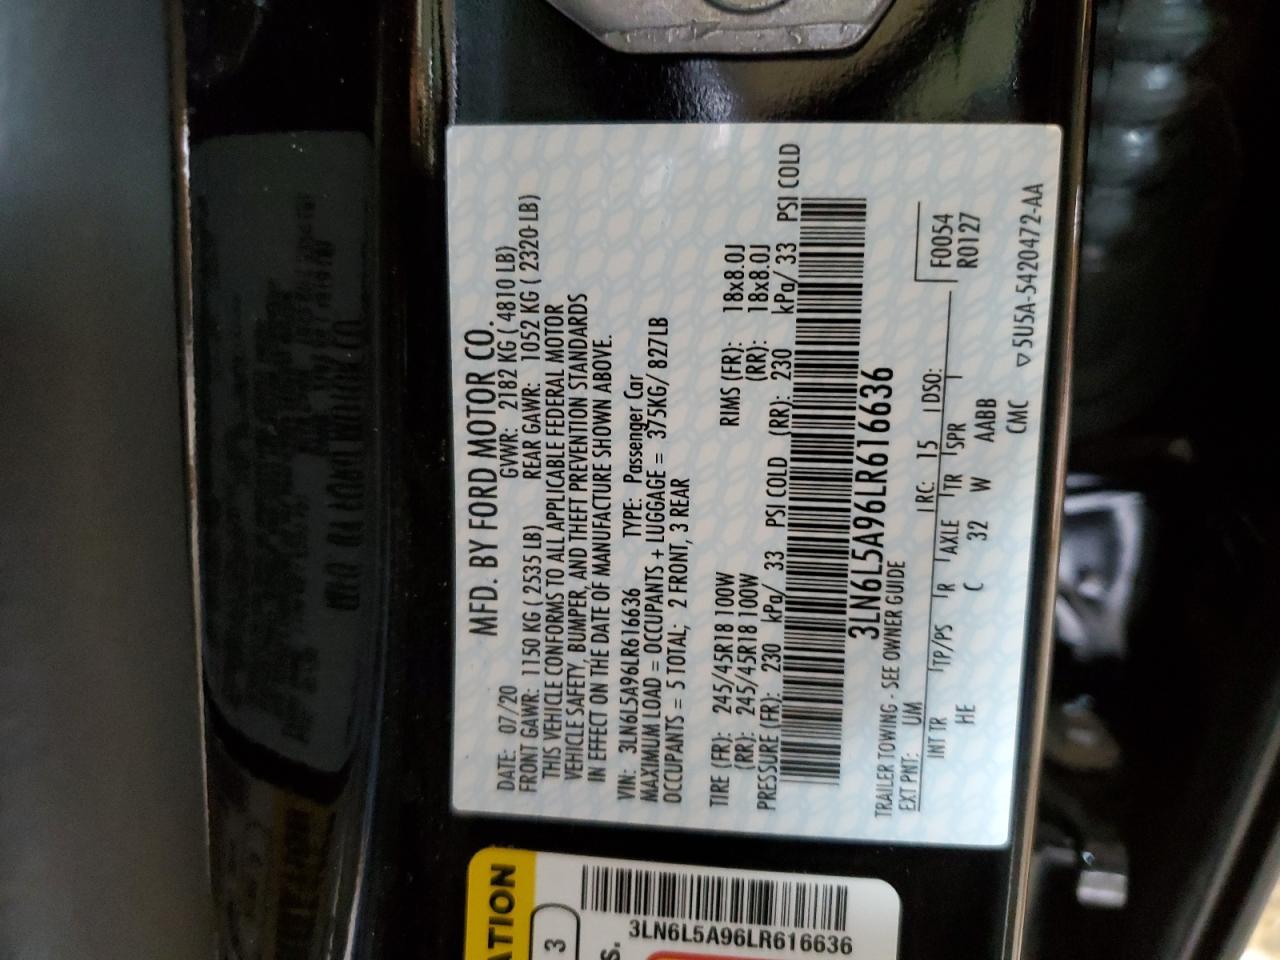 MFD. BY FORD MOTOR CO.
DATE: 07/20 GVWR: 2182 KG ( 4810 LB)
FRONT GAWR: 1150 KG ( 2535 LB) REAR GAWR: 1052 KG ( 2320 LB)
THIS VEHICLE CONFORMS TO ALL APPLICABLE FEDERAL MOTOR
VEHICLE SAFETY, BUMPER, AND THEFT PREVENTION STANDARDS
IN EFFECT ON THE DATE OF MANUFACTURE SHOWN ABOVE.
VIN: 3LN6L5A96LR616636 TYPE: Passenger Car
MAXIMUM LOAD = OCCUPANTS + LUGGAGE = 375KG/ 827LB
OCCUPANTS = 5 TOTAL; 2 FRONT, 3 REAR
TIRE (FR): 245/45R18 100W RIMS (FR): 18x8.0J
(RR): 245/45R18 100W (RR): 18x8.0J
PRESSURE (FR): 230 kPa/ 33 PSI COLD (RR): 230 kPa/ 33 PSI COLD
3LN6L5A96LR616636
TRAILER TOWING - SEE OWNER GUIDE
EXT PNT: UM RC: 15 DSO: F0054
INT TR TP/PS R AXLE TR SPR R0127
HE C 32 W AABB
CMC ▽5U5A-5420472-AA
ATION
3
s.
3LN6L5A96LR616636